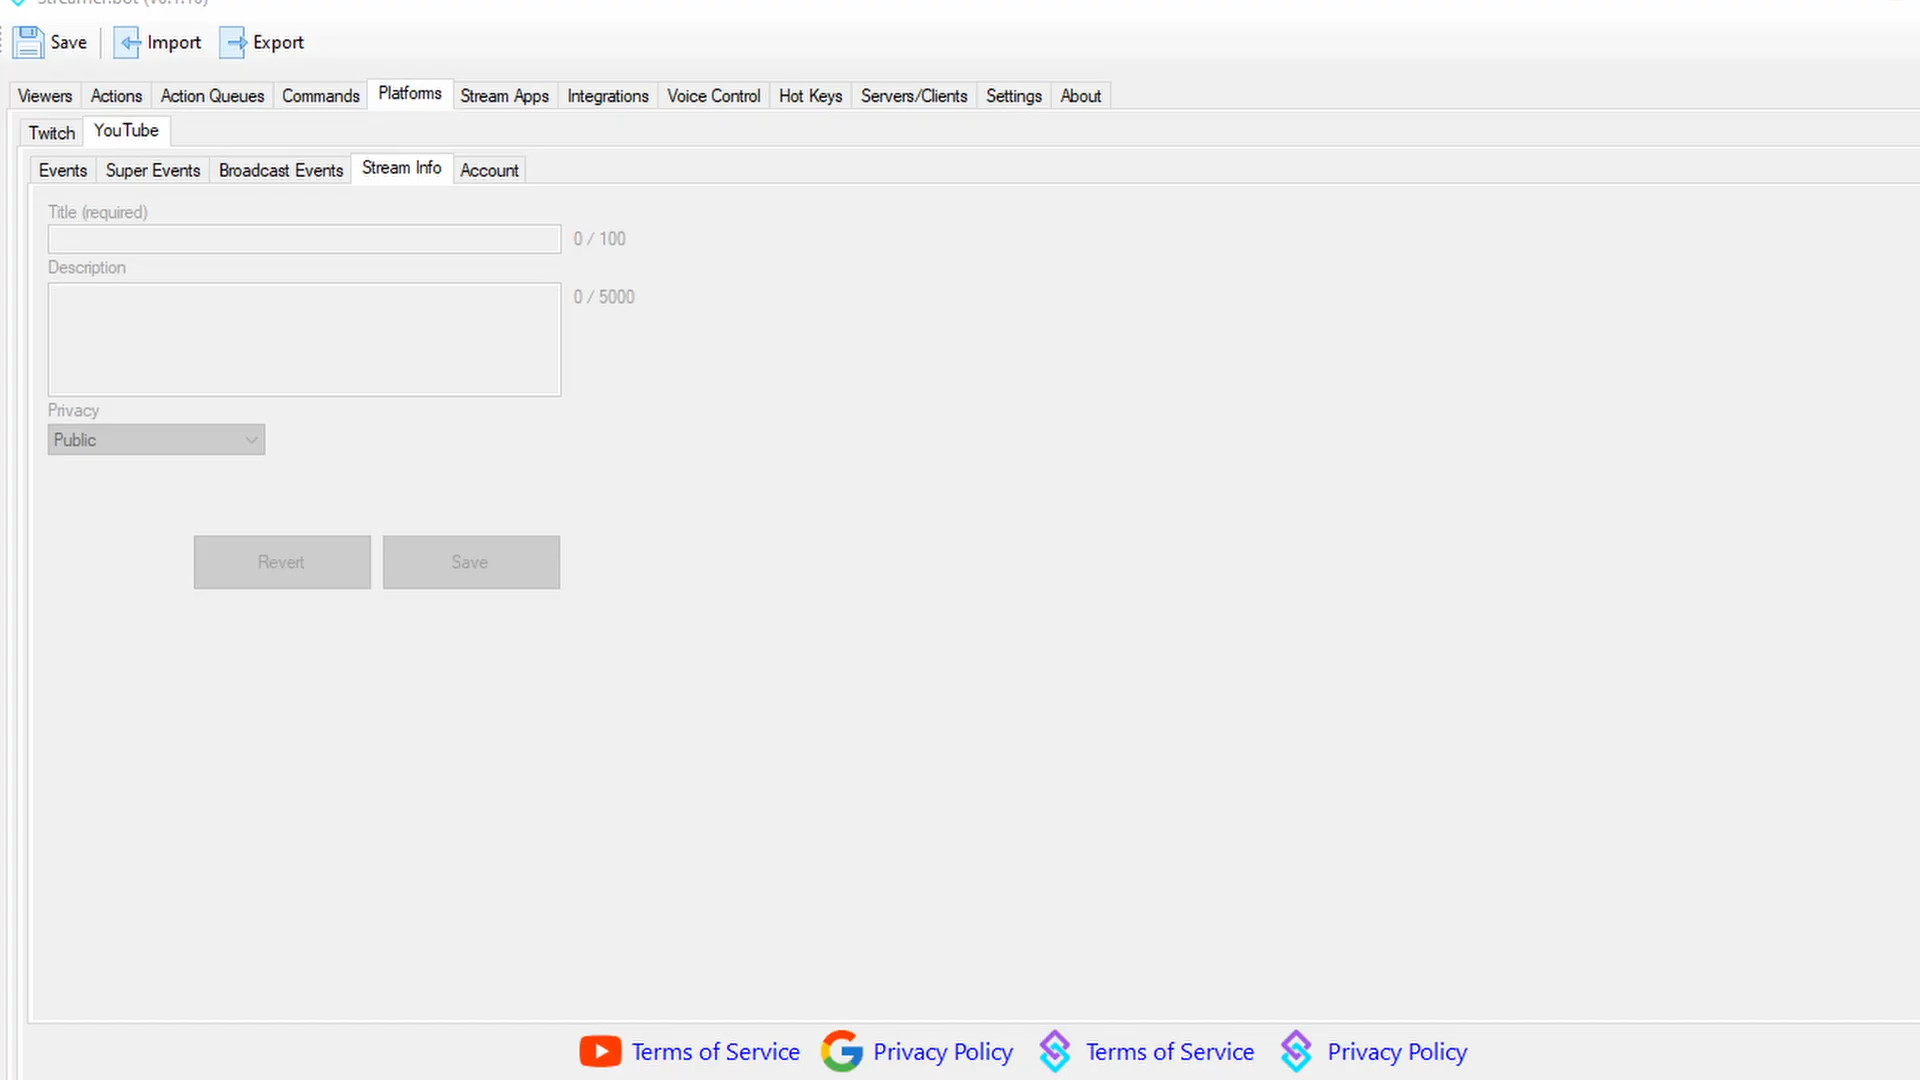 Streamer.bot
Save Import Export
Viewers Actions Action Queues Commands Platforms Stream Apps Integrations Voice Control Hot Keys Servers/Clients Settings About
Twitch YouTube
Events Super Events Broadcast Events Stream Info Account
Title (required)
0 / 100
Description
0 / 5000
Privacy
Public
Revert Save
Terms of Service Privacy Policy Terms of Service Privacy Policy